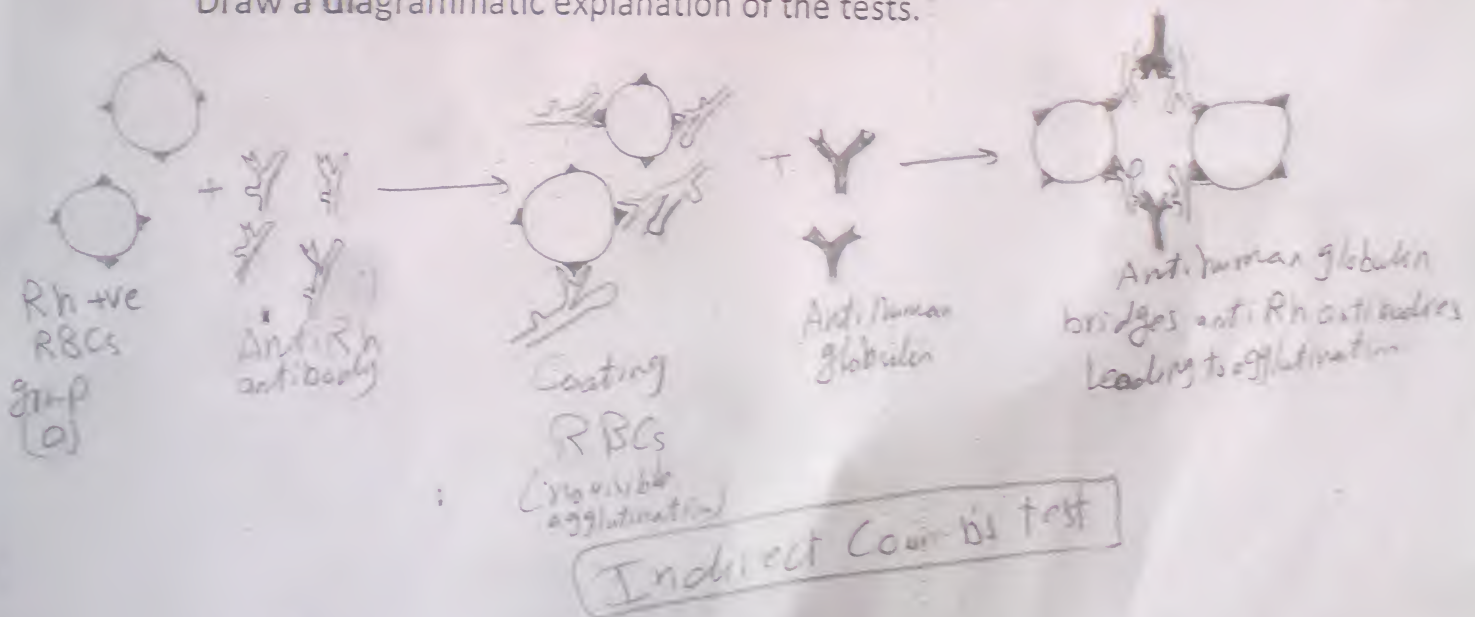 Draw a diagrammatic explanation of the tests.
+
+
Rh +ve
RBCs
group
(O)
Anti Rh
antibody
Coating
RBCs
(no visible
agglutination)
Anti human
globulin
Anti human globulin
bridges anti Rh antibodies
Leading to agglutination
Indirect Coomb's test